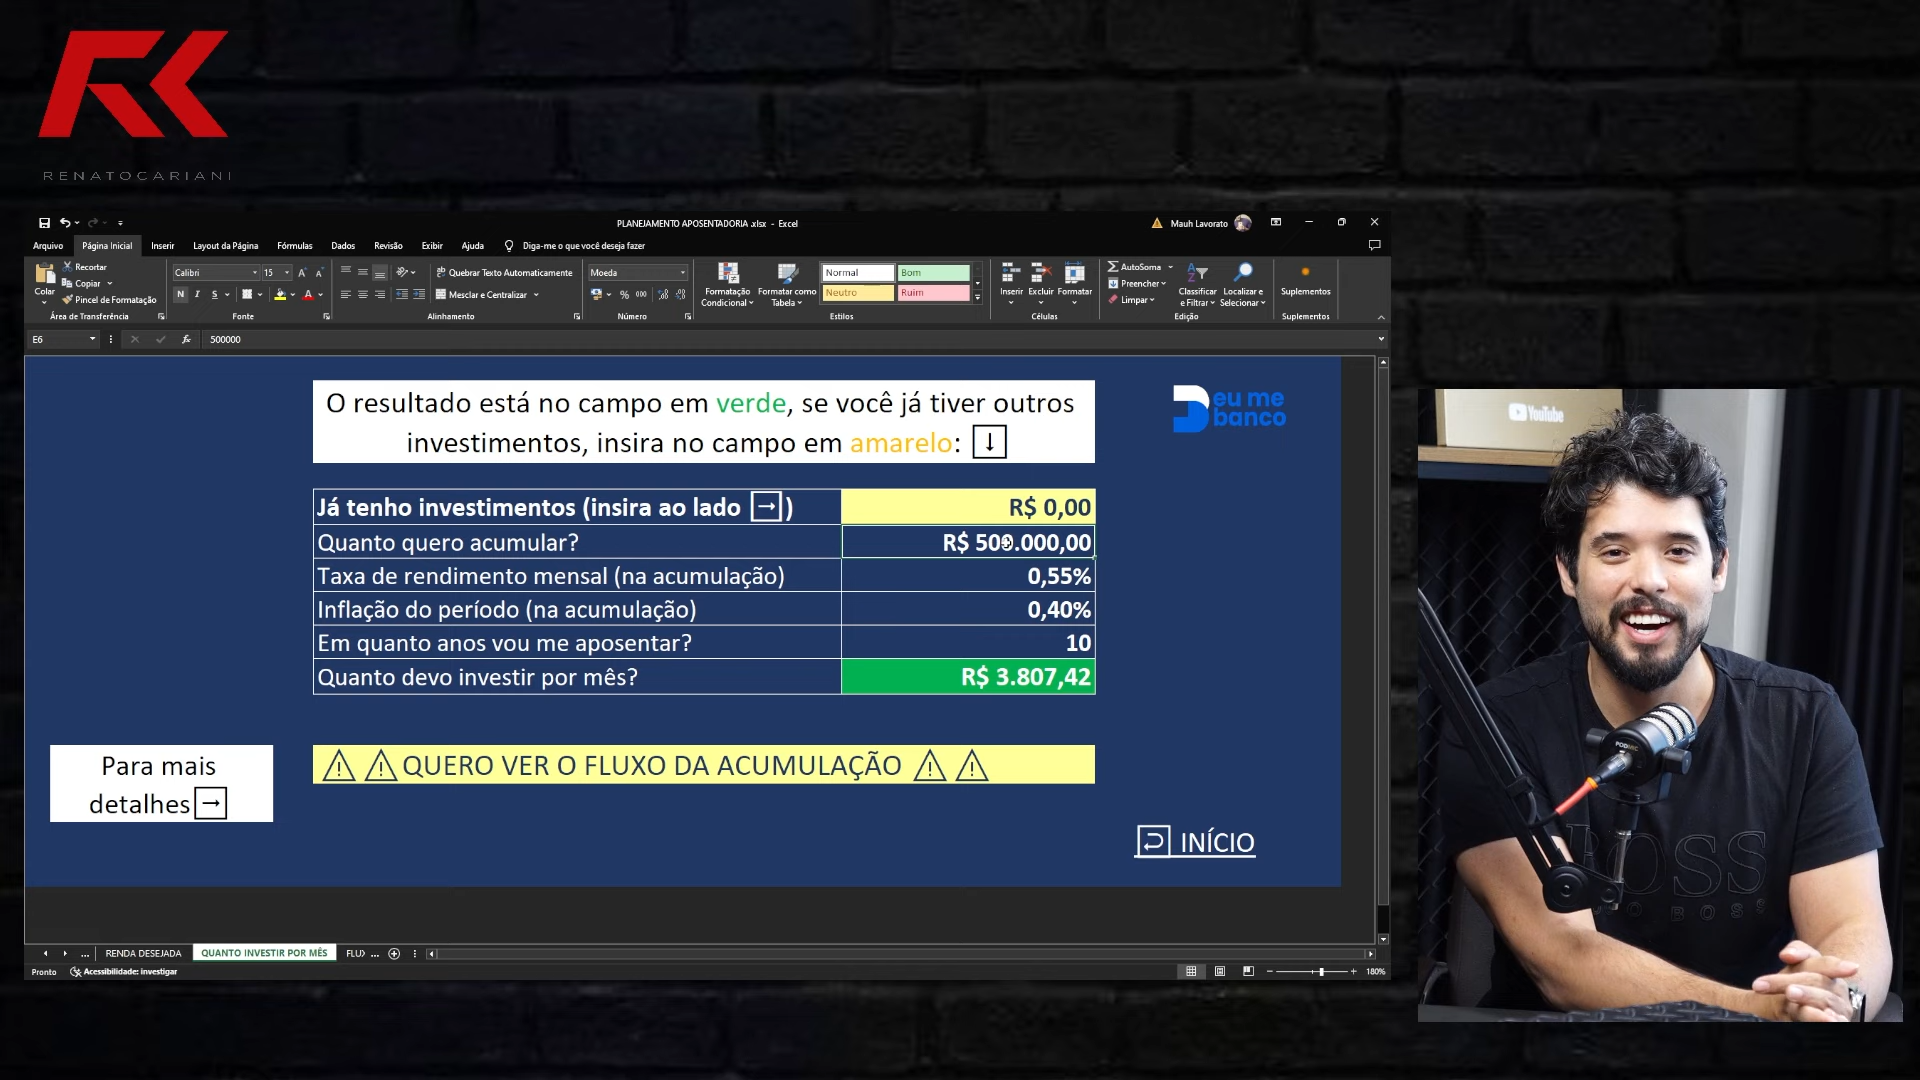 RENATOCARIANI
PLANEJAMENTO APOSENTADORIA .xlsx - Excel
Mauh Lavorato
Arquivo Página Inicial Inserir Layout da Página Fórmulas Dados Revisão Exibir Ajuda Diga-me o que você deseja fazer
Colar
Recortar
Copiar
Pincel de Formatação
Área de Transferência
Calibri 15
N I S
Fonte
Quebrar Texto Automaticamente
Mesclar e Centralizar
Alinhamento
Moeda
% 000
Número
Formatação Condicional
Formatar como Tabela
Normal Bom
Neutro Ruim
Estilos
Inserir Excluir Formatar
Células
AutoSoma
Preencher
Limpar
Classificar e Filtrar
Localizar e Selecionar
Edição
Suplementos
Suplementos
E6 fx 500000
O resultado está no campo em verde, se você já tiver outros
investimentos, insira no campo em amarelo: ↓
eu me
banco
Já tenho investimentos (insira ao lado →) R$ 0,00
Quanto quero acumular? R$ 500.000,00
Taxa de rendimento mensal (na acumulação) 0,55%
Inflação do período (na acumulação) 0,40%
Em quanto anos vou me aposentar? 10
Quanto devo investir por mês? R$ 3.807,42
Para mais
detalhes →
QUERO VER O FLUXO DA ACUMULAÇÃO
INÍCIO
... RENDA DESEJADA QUANTO INVESTIR POR MÊS FLUX ...
Pronto Acessibilidade: investigar 180%
YouTube
PODMIC
BOSS